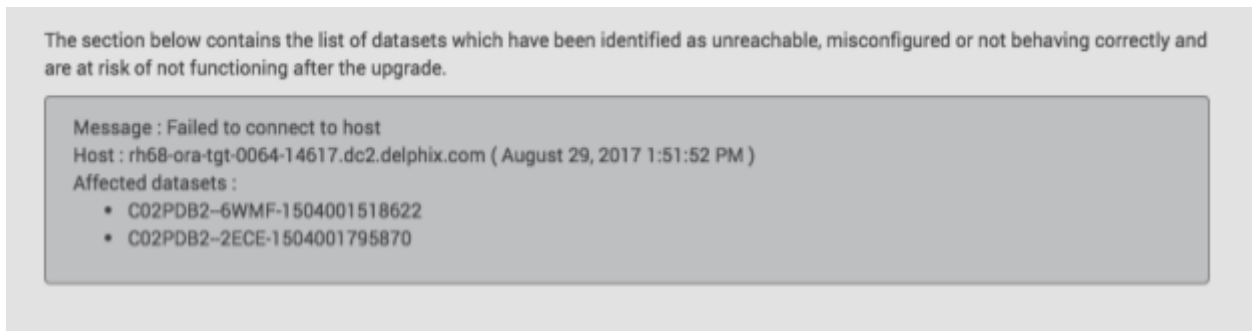 The section below contains the list of datasets which have been identified as unreachable, misconfigured or not behaving correctly and
are at risk of not functioning after the upgrade.
Message : Failed to connect to host
Host : rh68-ora-tgt-0064-14617.dc2.delphix.com ( August 29, 2017 1:51:52 PM )
Affected datasets :
• C02PDB2--6WMF-1504001518622
• C02PDB2--2ECE-1504001795870